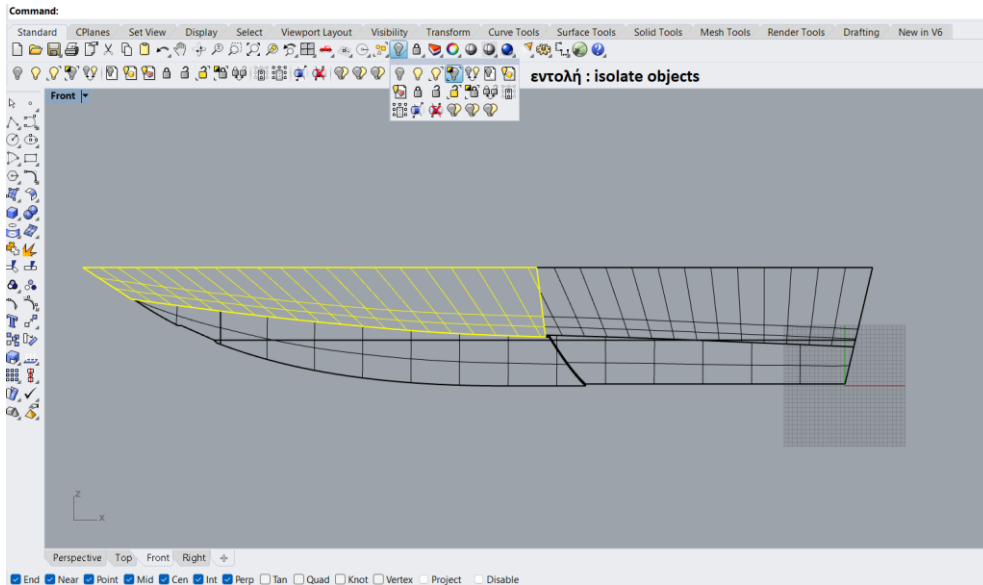 Command:
Standard CPlanes Set View Display Select Viewport Layout Visibility Transform Curve Tools Surface Tools Solid Tools Mesh Tools Render Tools Drafting New in V6
εντολή : isolate objects
Front
z
x
Perspective Top Front Right
End Near Point Mid Cen Int Perp Tan Quad Knot Vertex Project Disable